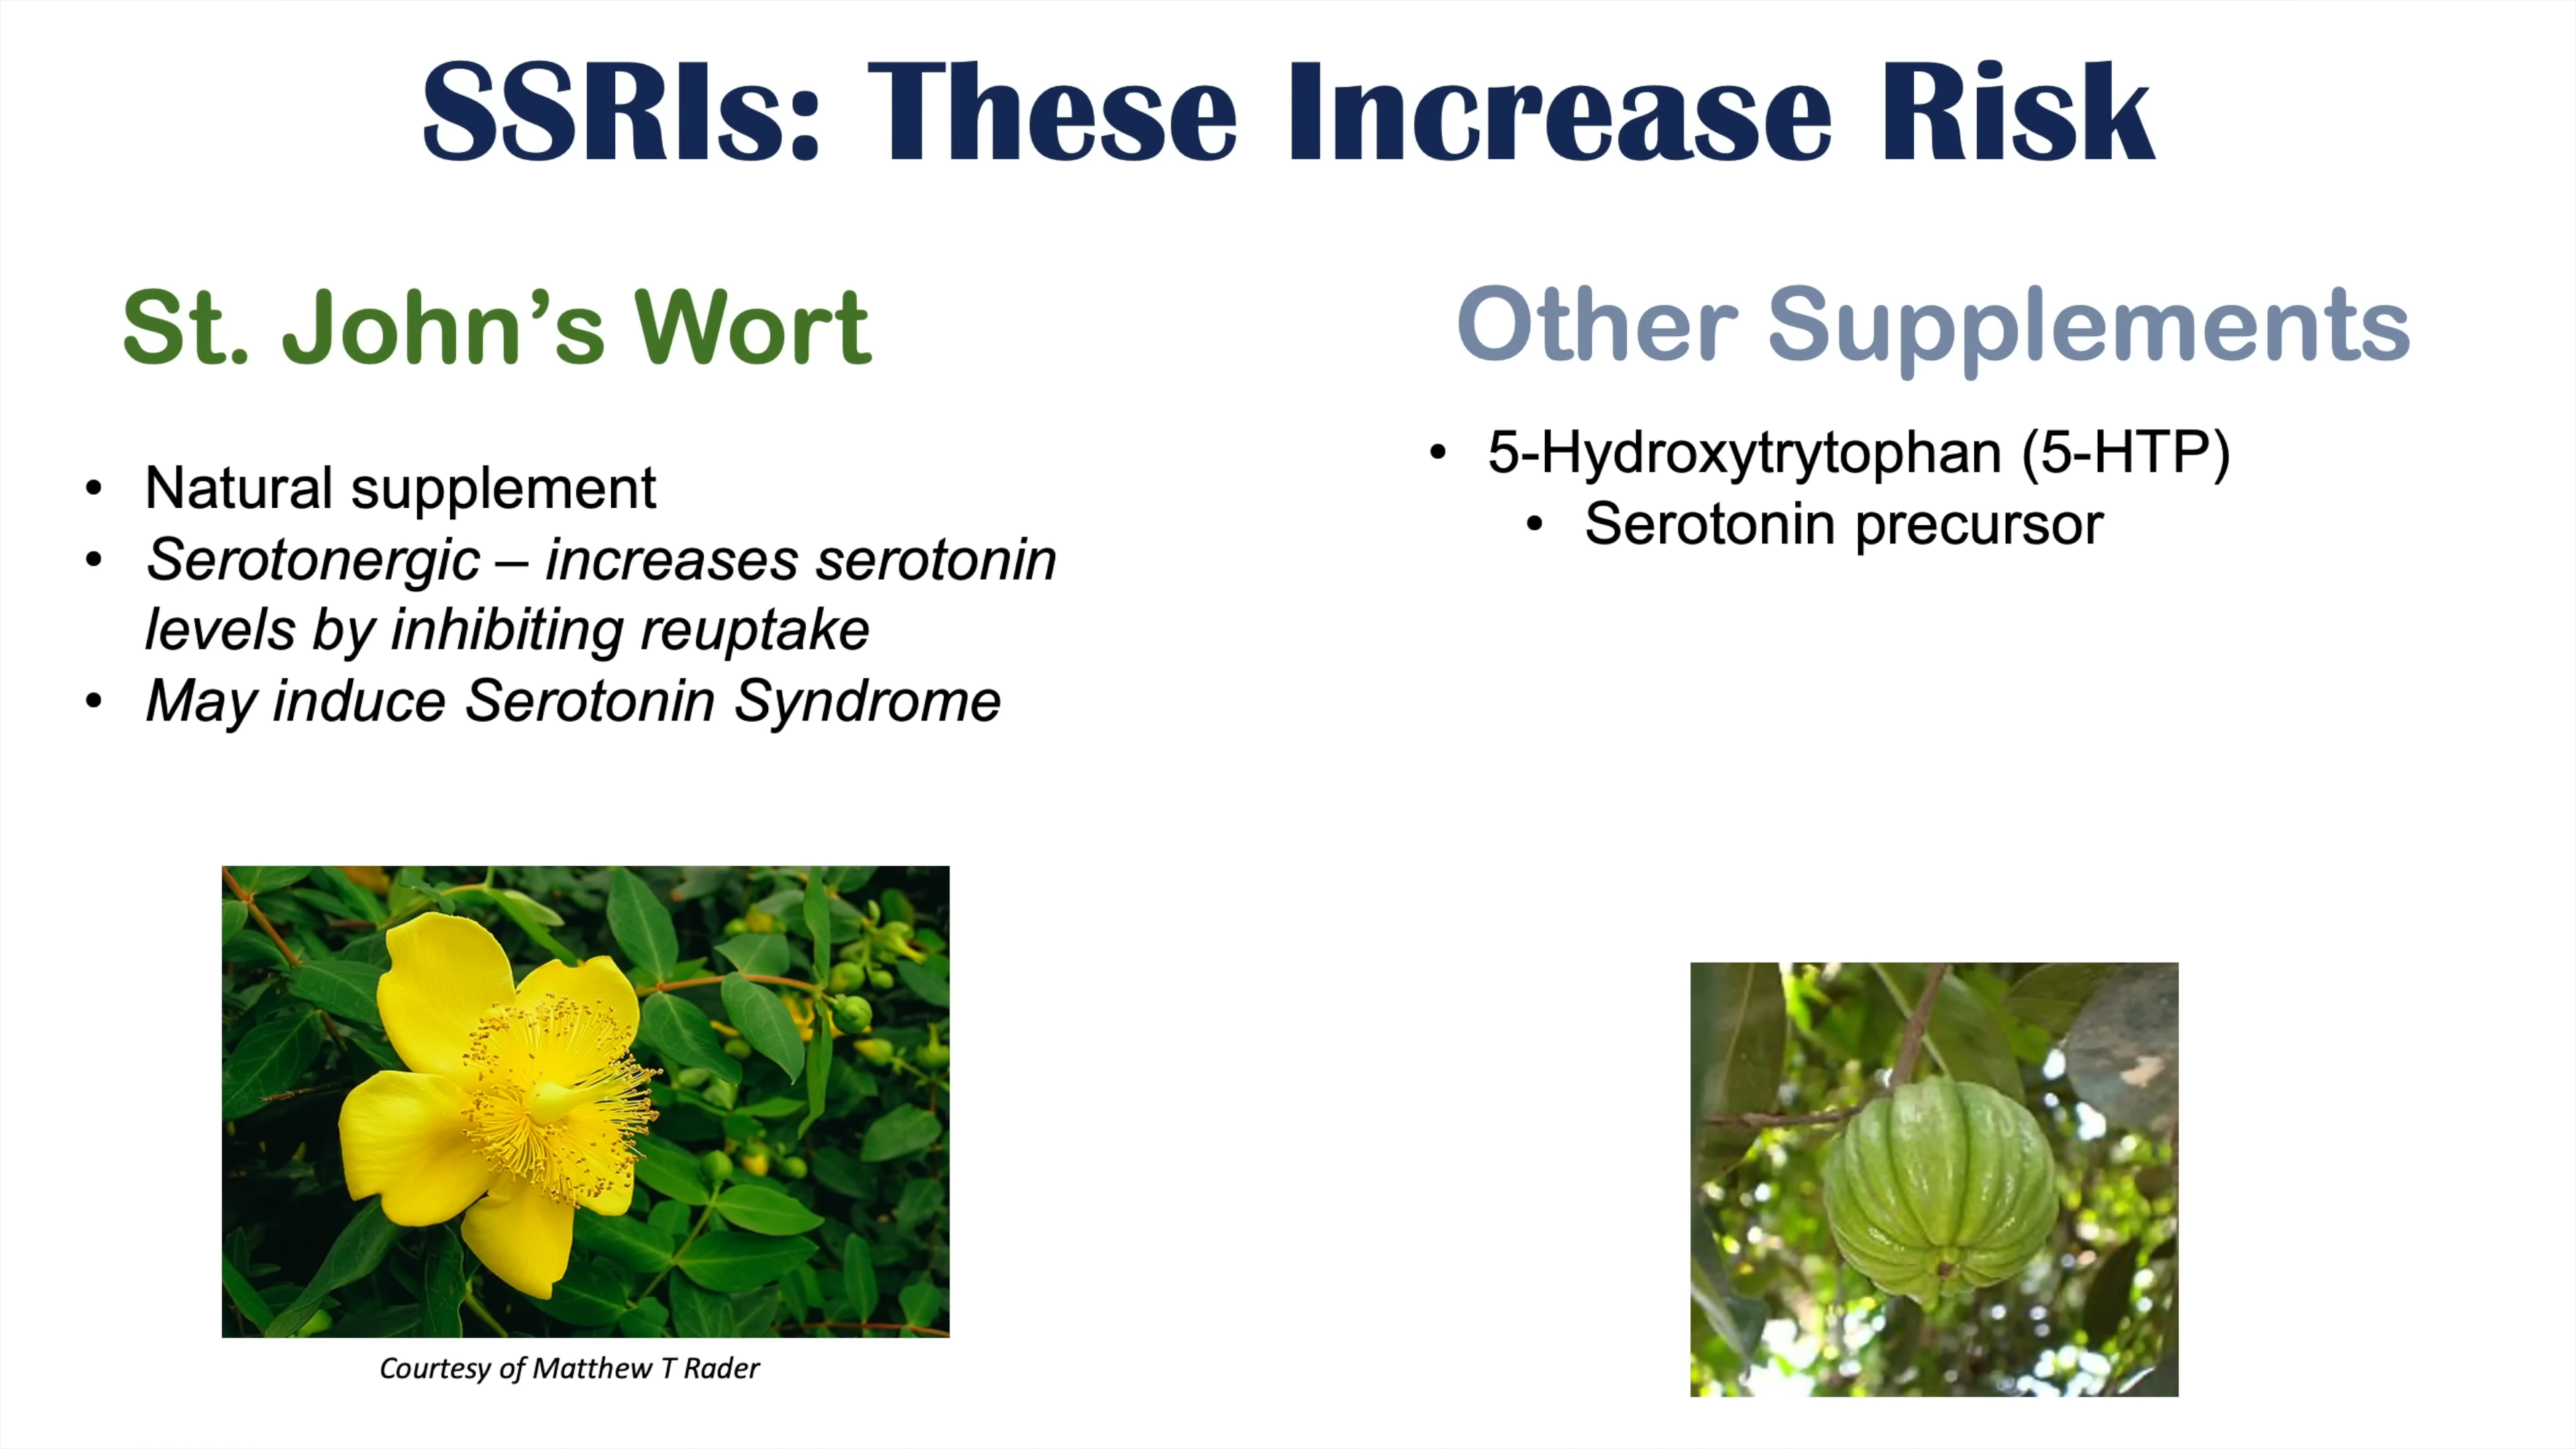 SSRIs: These Increase Risk
St. John’s Wort
• Natural supplement
• Serotonergic – increases serotonin
levels by inhibiting reuptake
• May induce Serotonin Syndrome
Courtesy of Matthew T Rader
Other Supplements
• 5-Hydroxytrytophan (5-HTP)
• Serotonin precursor